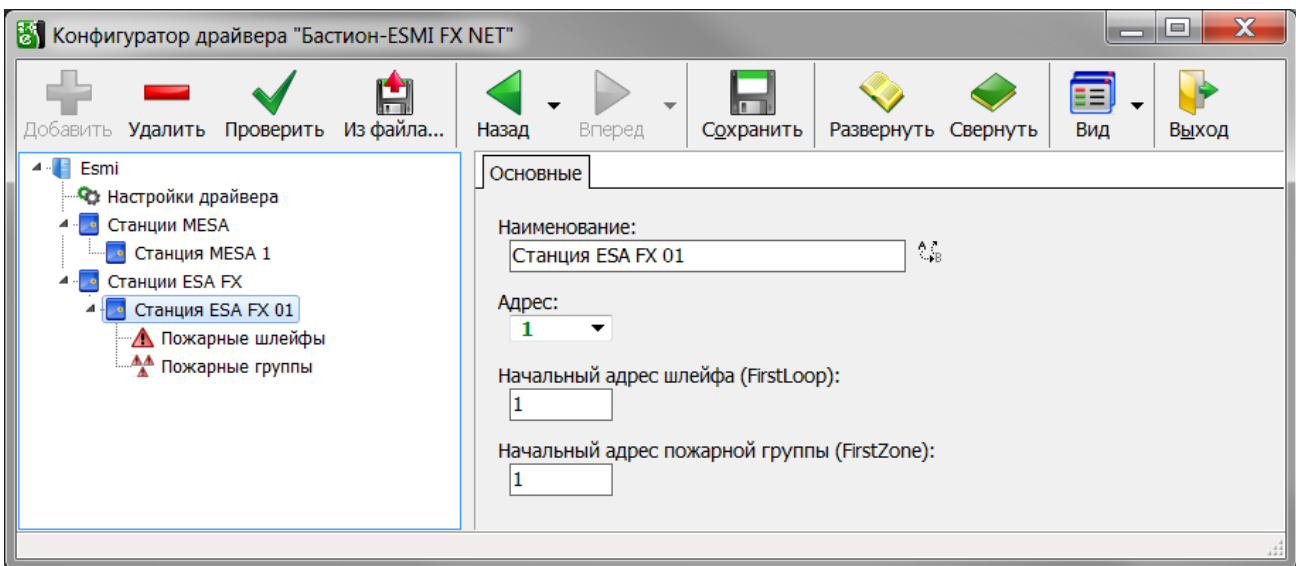 Конфигуратор драйвера "Бастион-ESMI FX NET"
Добавить Удалить Проверить Из файла... Назад Вперед Сохранить Развернуть Свернуть Вид Выход
Esmi
Настройки драйвера
Станции MESA
Станция MESA 1
Станции ESA FX
Станция ESA FX 01
Пожарные шлейфы
Пожарные группы
Основные
Наименование:
Станция ESA FX 01
Адрес:
1
Начальный адрес шлейфа (FirstLoop):
1
Начальный адрес пожарной группы (FirstZone):
1